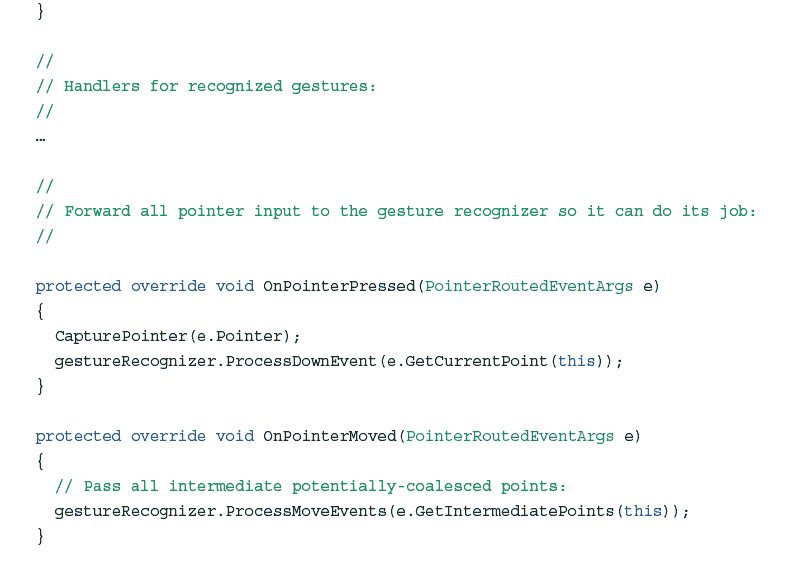 }
//
// Handlers for recognized gestures:
//
…
//
// Forward all pointer input to the gesture recognizer so it can do its job:
//
protected override void OnPointerPressed(PointerRoutedEventArgs e)
{
CapturePointer(e.Pointer);
gestureRecognizer.ProcessDownEvent(e.GetCurrentPoint(this));
}
protected override void OnPointerMoved(PointerRoutedEventArgs e)
{
// Pass all intermediate potentially-coalesced points:
gestureRecognizer.ProcessMoveEvents(e.GetIntermediatePoints(this));
}